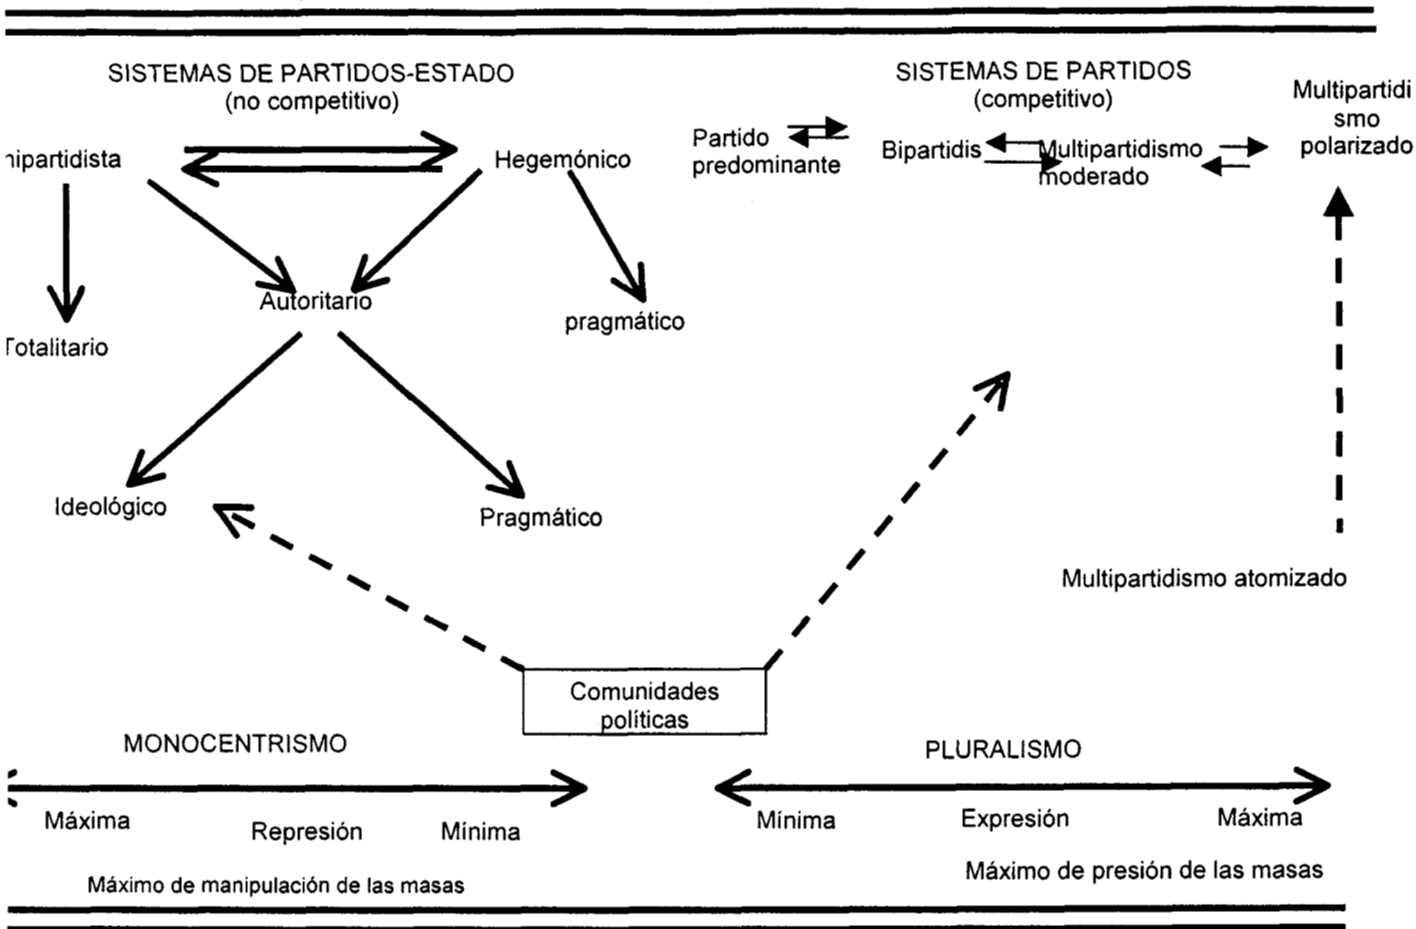 SISTEMAS DE PARTIDOS-ESTADO
(no competitivo)
SISTEMAS DE PARTIDOS
(competitivo)
Multipartidi
smo
polarizado
nipartidísta
Hegemónico
Partido
predominante
Bipartidis
Multipartidismo
moderado
Autoritario
pragmático
Totalitario
Ideológico
Pragmático
Multipartidismo atomizado
Comunidades
políticas
MONOCENTRISMO
PLURALISMO
Máxima
Represión
Mínima
Mínima
Expresión
Máxima
Máximo de manipulación de las masas
Máximo de presión de las masas